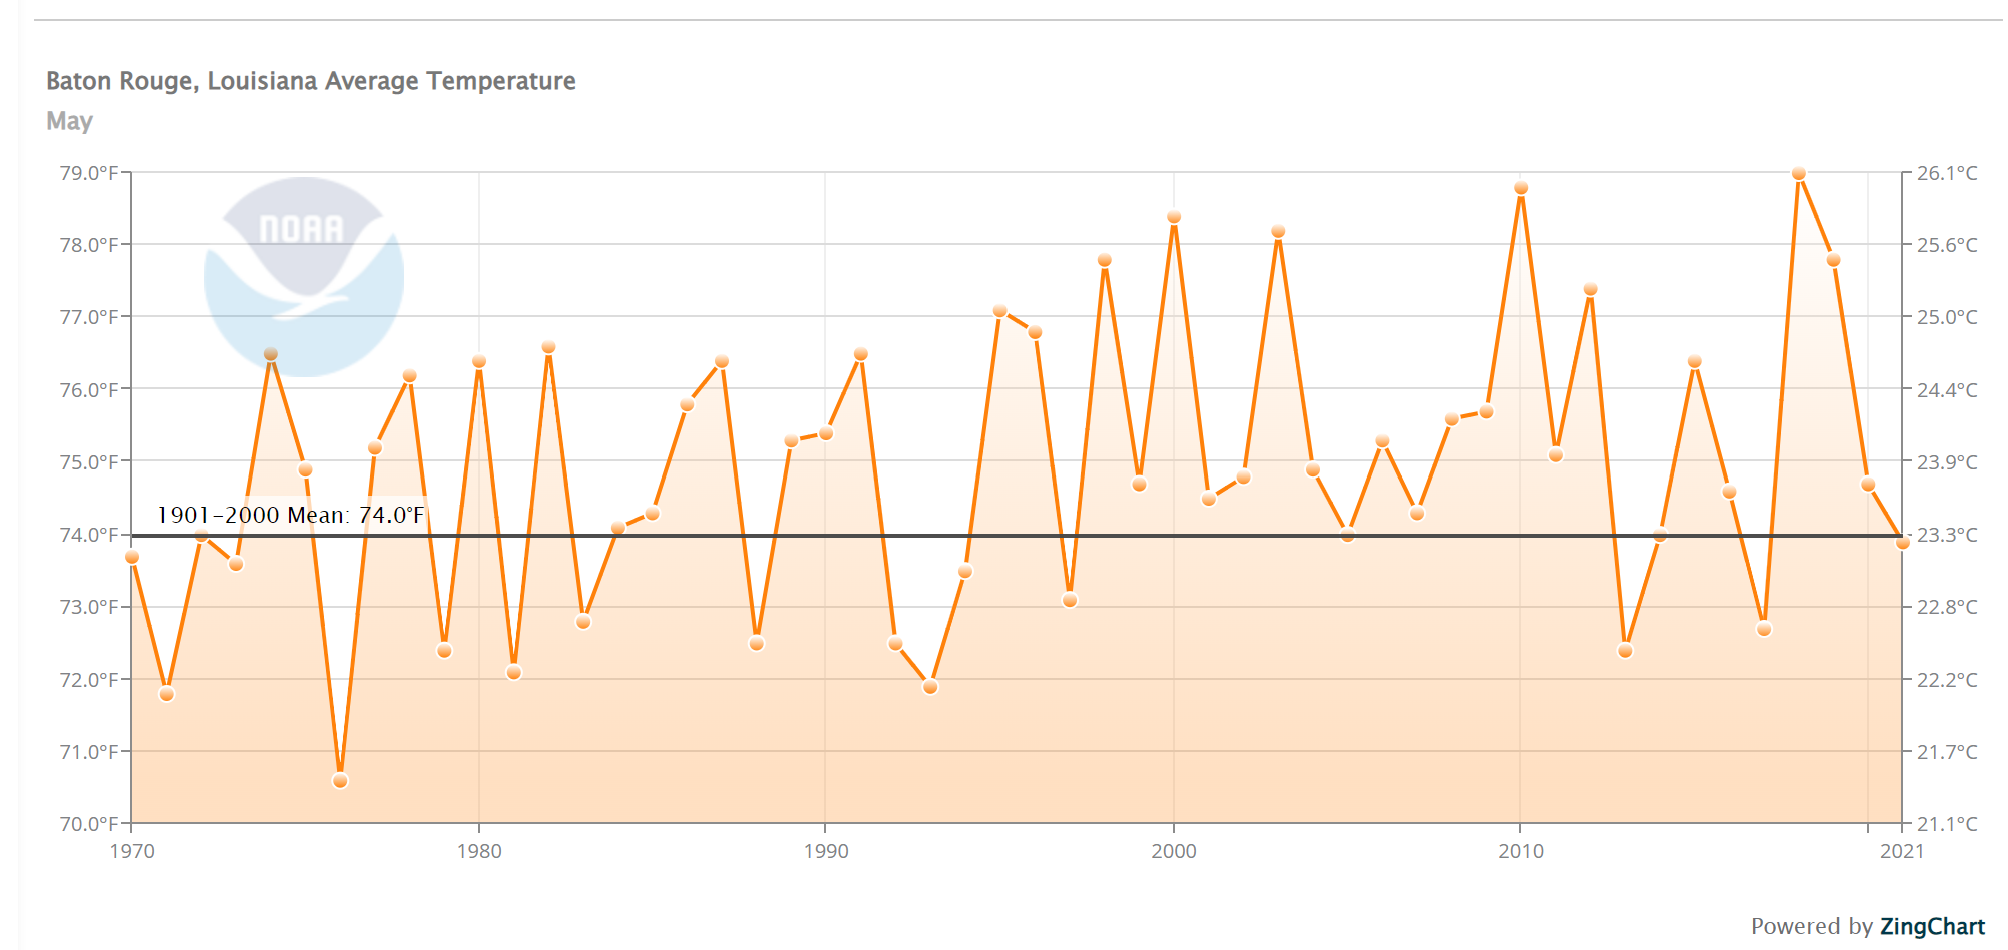 Baton Rouge, Louisiana Average Temperature
May
79.0°F 26.1°C
NOAA
78.0°F 25.6°C
77.0°F 25.0°C
76.0°F 24.4°C
75.0°F 23.9°C
1901-2000 Mean: 74.0°F
74.0°F 23.3°C
73.0°F 22.8°C
72.0°F 22.2°C
71.0°F 21.7°C
70.0°F 21.1°C
1970 1980 1990 2000 2010 2021
Powered by ZingChart